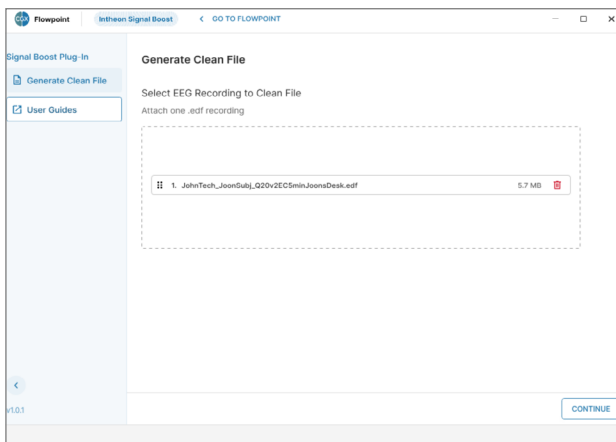 CGX Flowpoint Intheon Signal Boost < GO TO FLOWPOINT
Signal Boost Plug-In
Generate Clean File
User Guides
Generate Clean File
Select EEG Recording to Clean File
Attach one .edf recording
1. JohnTech_JoonSubj_Q20v2EC5minJoonsDesk.edf 5.7 MB
v1.0.1
CONTINUE